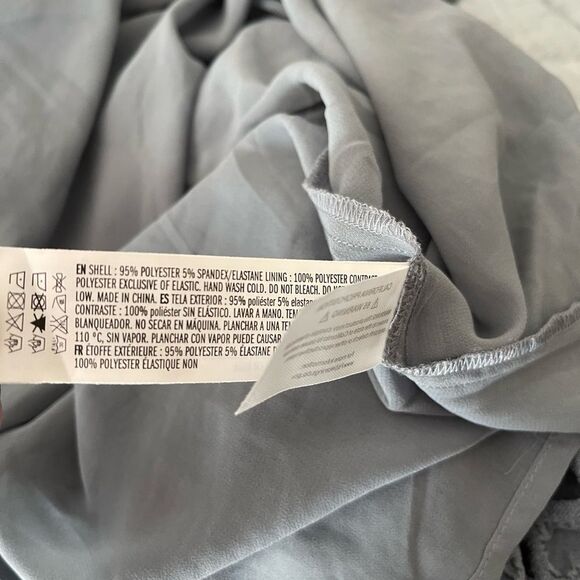 EN SHELL : 95% POLYESTER 5% SPANDEX/ELASTANE LINING : 100% POLYESTER CONTRAST
POLYESTER EXCLUSIVE OF ELASTIC. HAND WASH COLD. DO NOT BLEACH. DO
LOW. MADE IN CHINA. ES TELA EXTERIOR : 95% poliéster 5% elastan
CONTRASTE : 100% poliéster SIN ELÁSTICO. LAVAR A MANO.
BLANQUEADOR. NO SECAR EN MÁQUINA. PLANCHAR A UNA TE
110 °C, SIN VAPOR. PLANCHAR CON VAPOR PUEDE CAUSAR
FR ÉTOFFE EXTÉRIEURE : 95% POLYESTER 5% ÉLASTANE
100% POLYESTER ÉLASTIQUE NON
WARNING